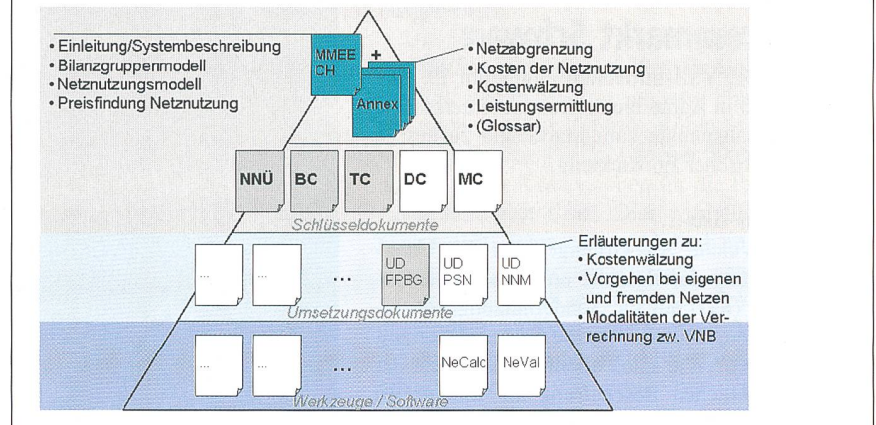 • Einleitung/Systembeschreibung
• Bilanzgruppenmodell
• Netznutzungsmodell
• Preisfindung Netznutzung
MMEE
CH
+
Annex
• Netzabgrenzung
• Kosten der Netznutzung
• Kostenwälzung
• Leistungsermittlung
• (Glossar)
NNÜ BC TC DC MC
Schlüsseldokumente
... ... ... UD FPBG UD PSN UD NNM
Umsetzungsdokumente
Erläuterungen zu:
• Kostenwälzung
• Vorgehen bei eigenen
und fremden Netzen
• Modalitäten der Ver-
rechnung zw. VNB
... ... ... NeCalc NeVal
Werkzeuge / Software